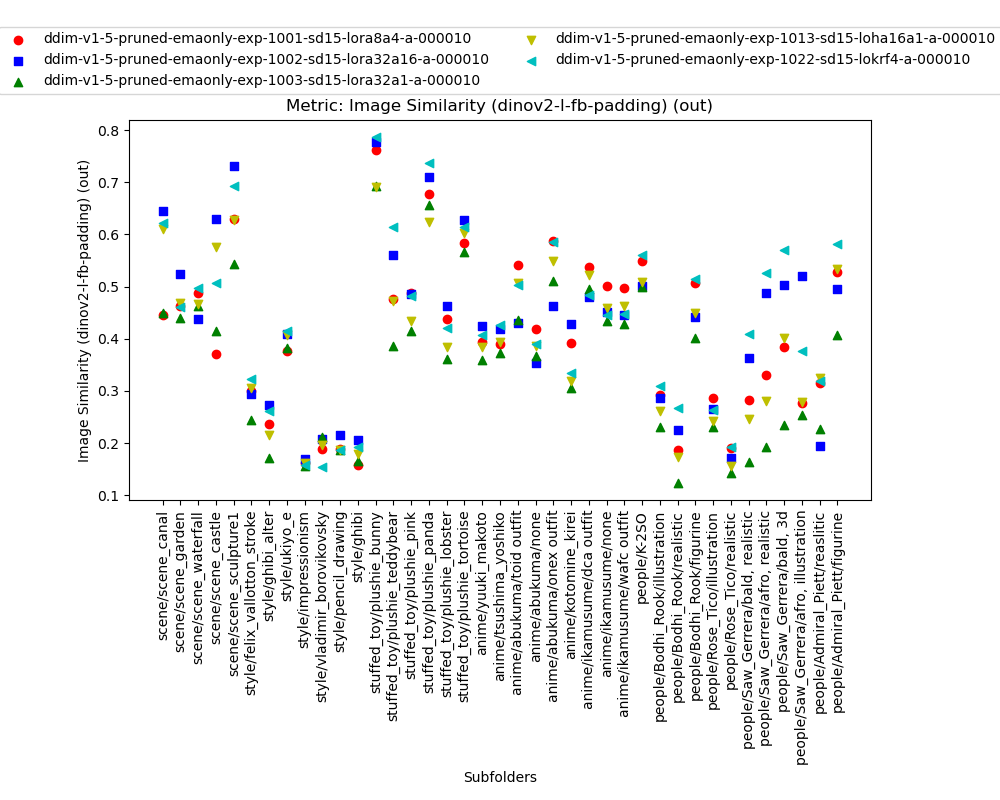 ddim-v1-5-pruned-emaonly-exp-1001-sd15-lora8a4-a-000010
ddim-v1-5-pruned-emaonly-exp-1002-sd15-lora32a16-a-000010
ddim-v1-5-pruned-emaonly-exp-1003-sd15-lora32a1-a-000010
ddim-v1-5-pruned-emaonly-exp-1013-sd15-loha16a1-a-000010
ddim-v1-5-pruned-emaonly-exp-1022-sd15-lokrf4-a-000010
Metric: Image Similarity (dinov2-l-fb-padding) (out)
Image Similarity (dinov2-l-fb-padding) (out)
0.8
0.7
0.6
0.5
0.4
0.3
0.2
0.1
scene/scene_canal
scene/scene_garden
scene/scene_waterfall
scene/scene_castle
scene/scene_sculpture1
style/felix_vallotton_stroke
style/ghibi_alter
style/ukiyo_e
style/impressionism
style/vladimir_borovikovsky
style/pencil_drawing
style/ghibi
stuffed_toy/plushie_bunny
stuffed_toy/plushie_teddybear
stuffed_toy/plushie_pink
stuffed_toy/plushie_panda
stuffed_toy/plushie_lobster
stuffed_toy/plushie_tortoise
anime/yuuki_makoto
anime/tsushima_yoshiko
anime/abukuma/toid outfit
anime/abukuma/none
anime/abukuma/onex outfit
anime/kotomine_kirei
anime/ikamusume/dca outfit
anime/ikamusume/none
anime/ikamusume/wafc outfit
people/K-2SO
people/Bodhi_Rook/illustration
people/Bodhi_Rook/realistic
people/Bodhi_Rook/figurine
people/Rose_Tico/illustration
people/Rose_Tico/realistic
people/Saw_Gerrera/bald, realistic
people/Saw_Gerrera/afro, realistic
people/Saw_Gerrera/bald, 3d
people/Saw_Gerrera/afro, illustration
people/Admiral_Piett/reaslitic
people/Admiral_Piett/figurine
Subfolders